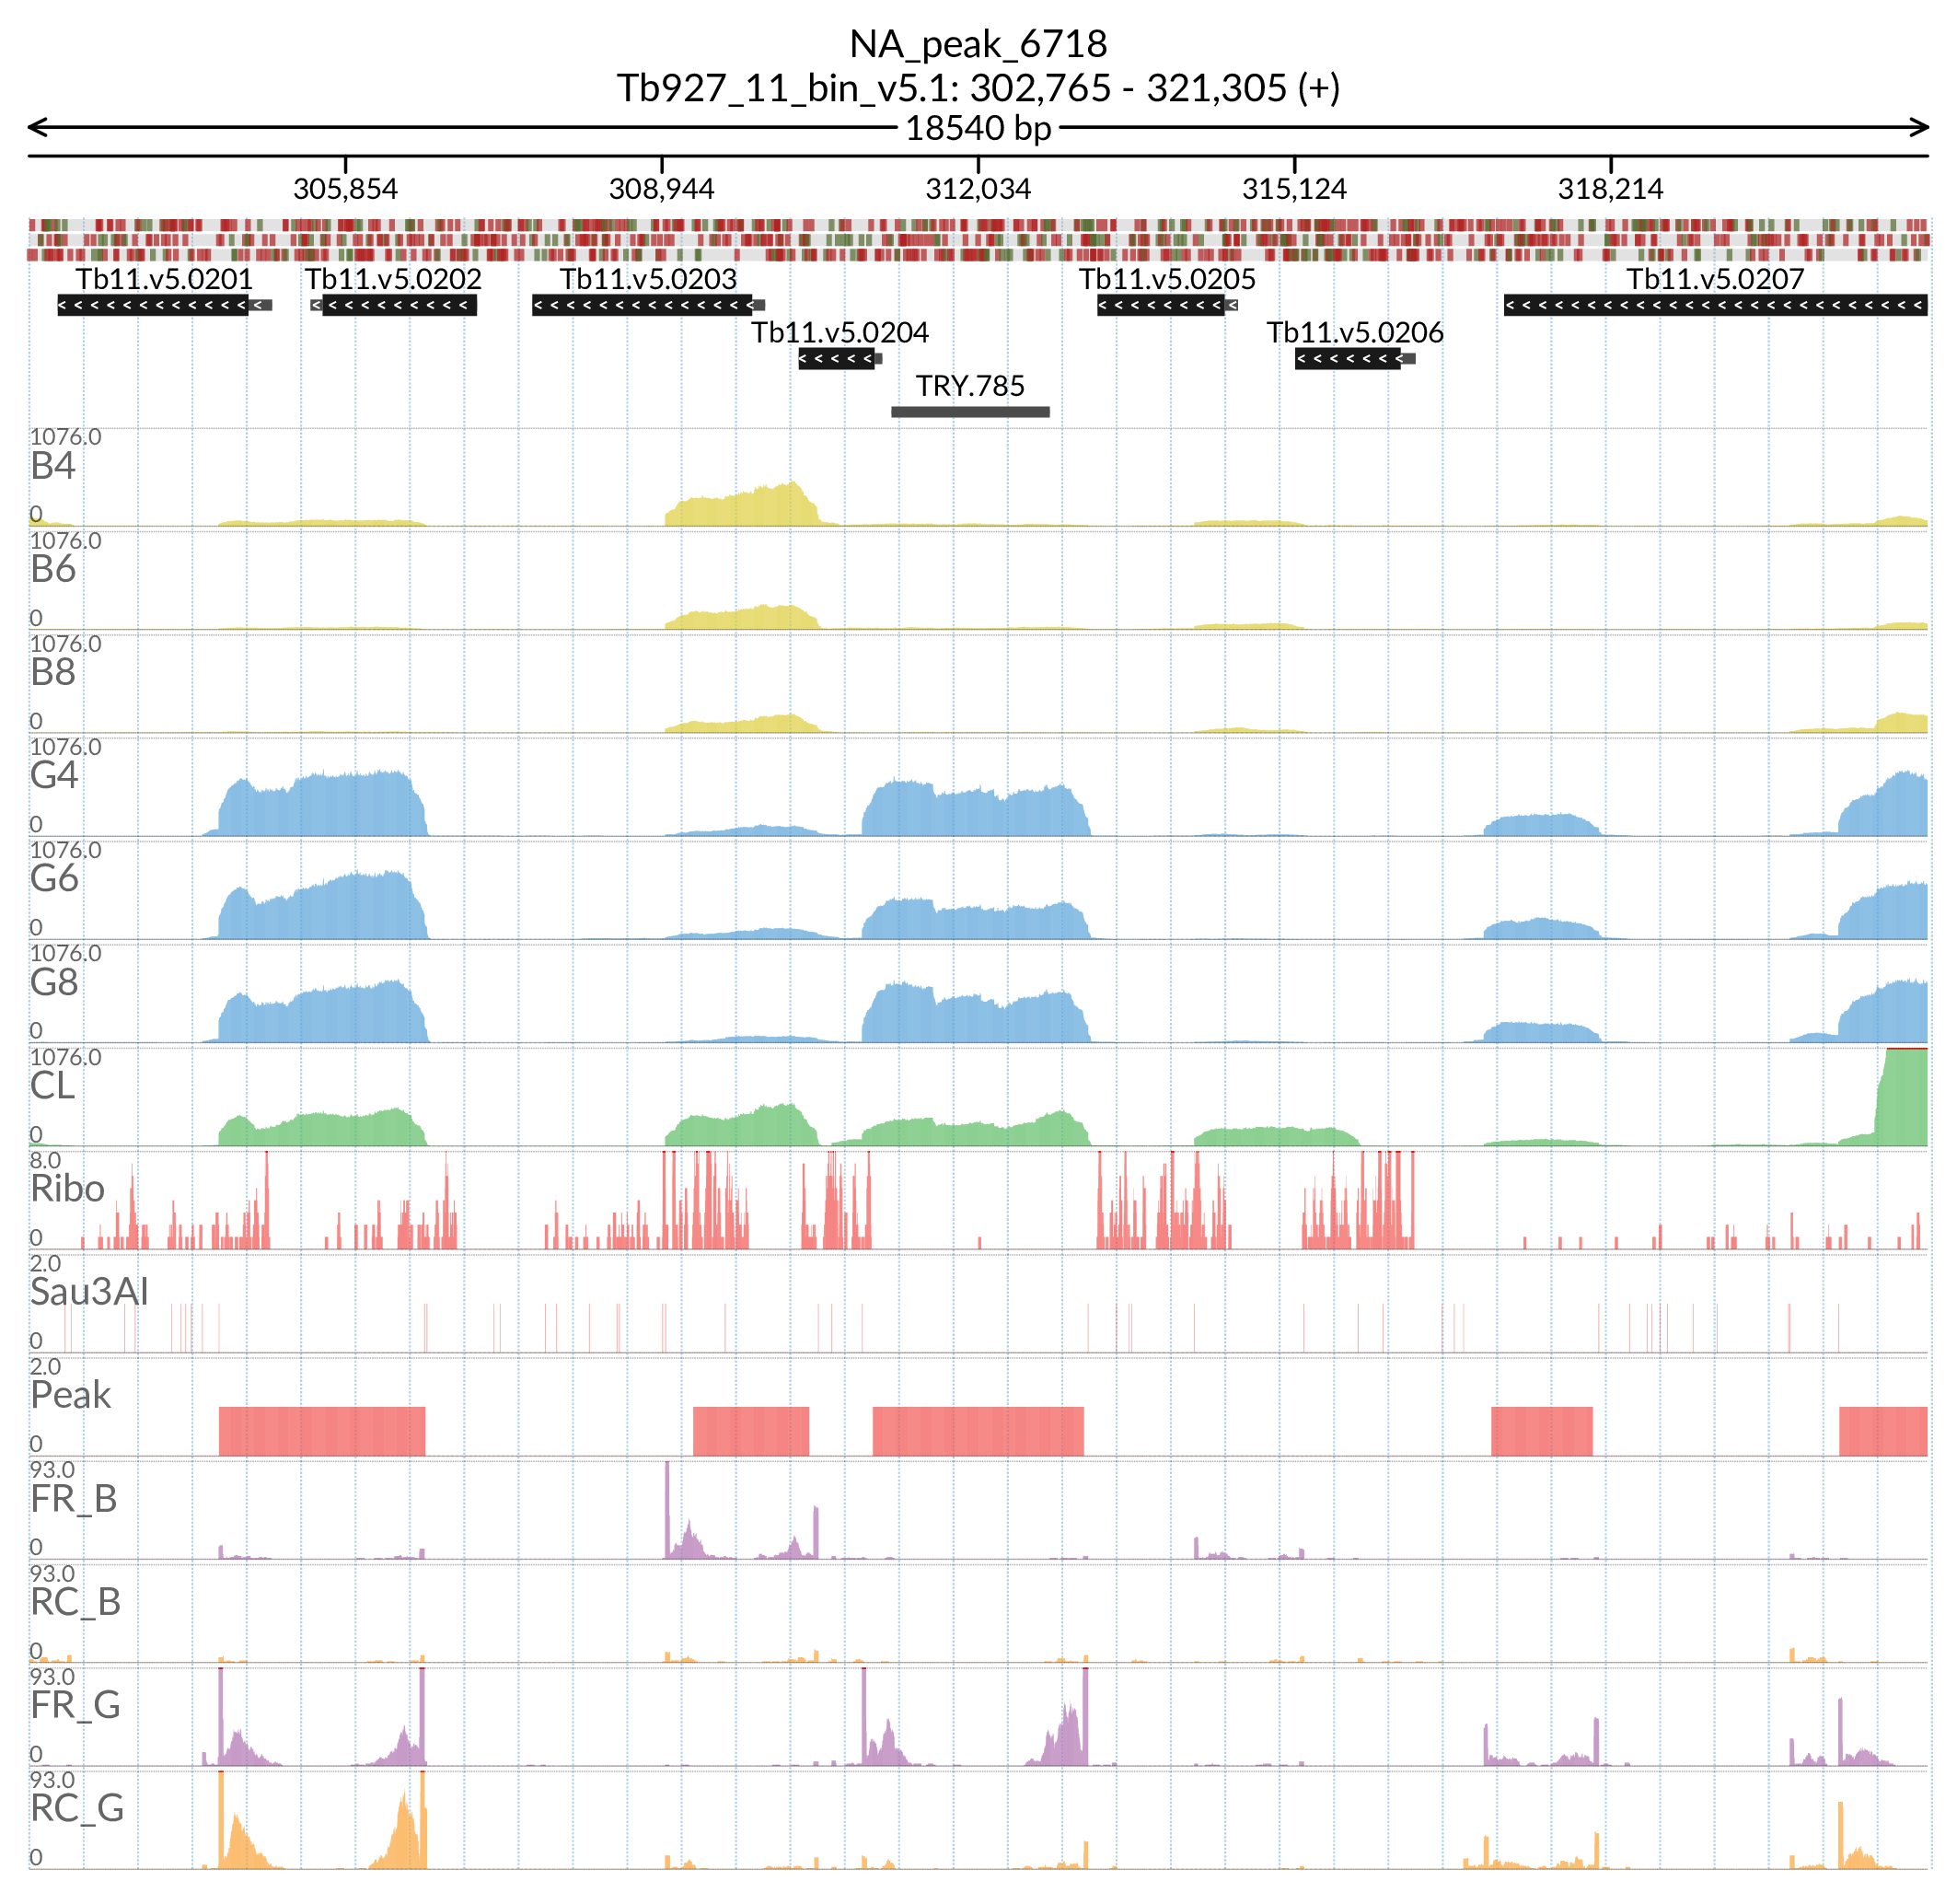 NA_peak_6718
Tb927_11_bin_v5.1: 302,765 - 321,305 (+)
18540 bp
305,854 308,944 312,034 315,124 318,214
Tb11.v5.0201 Tb11.v5.0202 Tb11.v5.0203 Tb11.v5.0205 Tb11.v5.0207
Tb11.v5.0204 Tb11.v5.0206
TRY.785
1076.0
B4
0
1076.0
B6
0
1076.0
B8
0
1076.0
G4
0
1076.0
G6
0
1076.0
G8
0
1076.0
CL
0
8.0
Ribo
0
2.0
Sau3AI
0
2.0
Peak
0
93.0
FR_B
0
93.0
RC_B
0
93.0
FR_G
0
93.0
RC_G
0